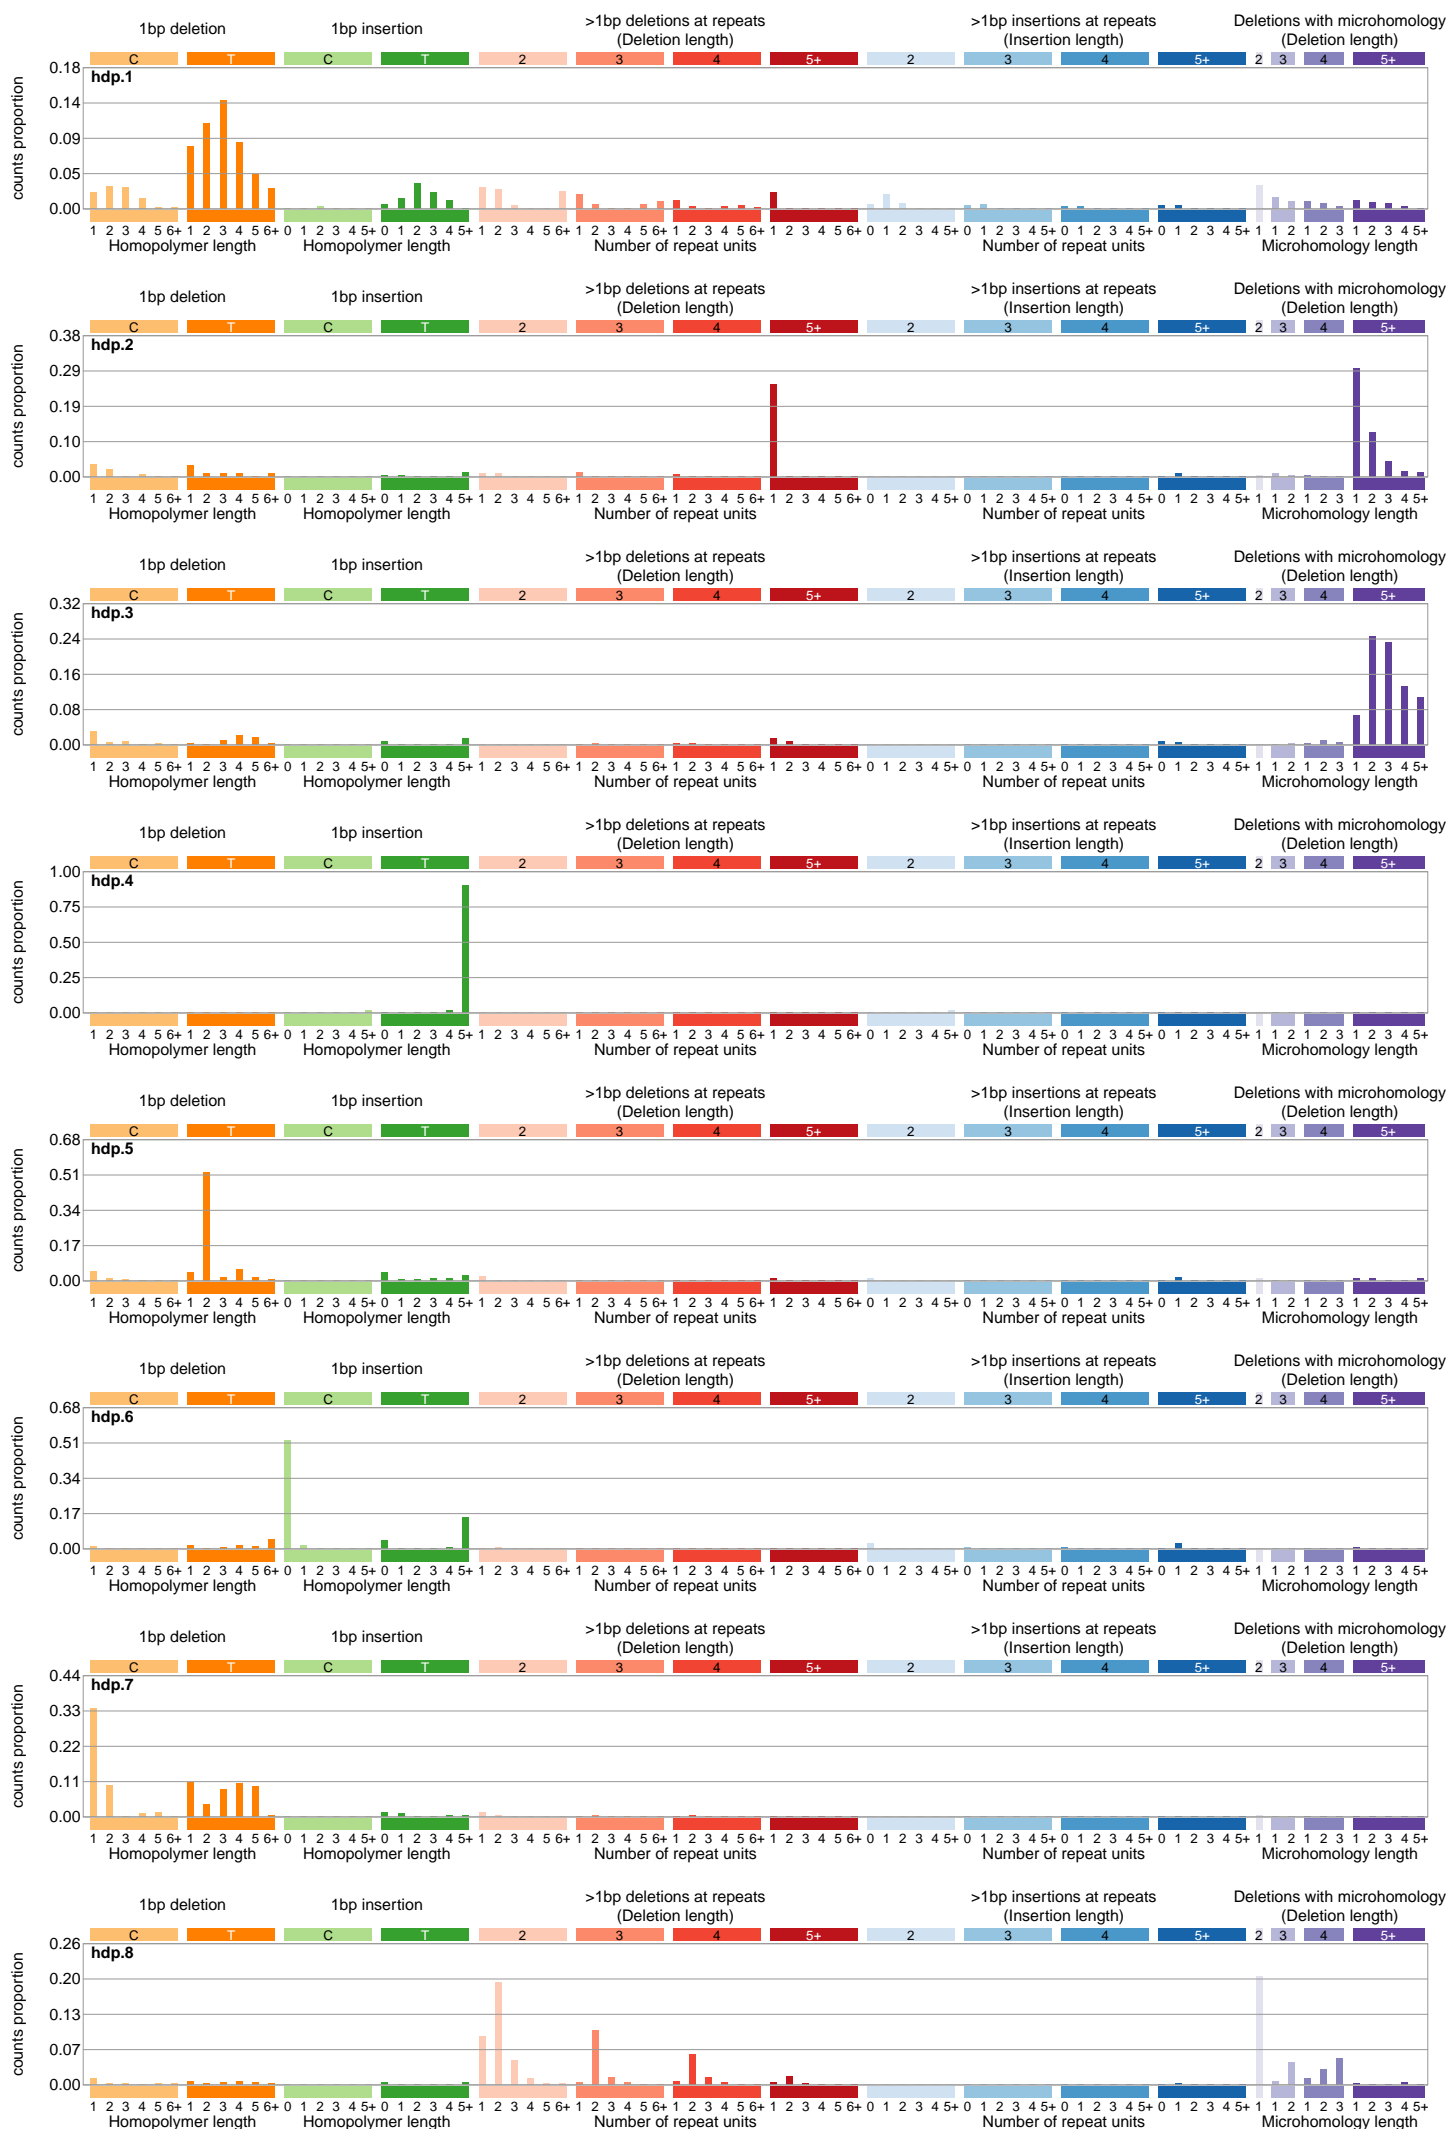 1bp deletion 1bp insertion >1bp deletions at repeats >1bp insertions at repeats Deletions with microhomology
(Deletion length) (Insertion length) (Deletion length)
C T C T 2 3 4 5+ 2 3 4 5+ 2 3 4 5+
0.18
hdp.1
0.14
counts proportion
0.09
0.05
0.00
1 2 3 4 5 6+ 1 2 3 4 5 6+ 0 1 2 3 4 5+ 0 1 2 3 4 5+ 1 2 3 4 5 6+ 1 2 3 4 5 6+ 1 2 3 4 5 6+ 1 2 3 4 5 6+ 0 1 2 3 4 5+ 0 1 2 3 4 5+ 0 1 2 3 4 5+ 0 1 2 3 4 5+ 1 1 2 1 2 3 1 2 3 4 5+
Homopolymer length Homopolymer length Number of repeat units Number of repeat units Microhomology length
1bp deletion 1bp insertion >1bp deletions at repeats >1bp insertions at repeats Deletions with microhomology
(Deletion length) (Insertion length) (Deletion length)
C T C T 2 3 4 5+ 2 3 4 5+ 2 3 4 5+
0.38
hdp.2
0.29
counts proportion
0.19
0.10
0.00
1 2 3 4 5 6+ 1 2 3 4 5 6+ 0 1 2 3 4 5+ 0 1 2 3 4 5+ 1 2 3 4 5 6+ 1 2 3 4 5 6+ 1 2 3 4 5 6+ 1 2 3 4 5 6+ 0 1 2 3 4 5+ 0 1 2 3 4 5+ 0 1 2 3 4 5+ 0 1 2 3 4 5+ 1 1 2 1 2 3 1 2 3 4 5+
Homopolymer length Homopolymer length Number of repeat units Number of repeat units Microhomology length
1bp deletion 1bp insertion >1bp deletions at repeats >1bp insertions at repeats Deletions with microhomology
(Deletion length) (Insertion length) (Deletion length)
C T C T 2 3 4 5+ 2 3 4 5+ 2 3 4 5+
0.32
hdp.3
0.24
counts proportion
0.16
0.08
0.00
1 2 3 4 5 6+ 1 2 3 4 5 6+ 0 1 2 3 4 5+ 0 1 2 3 4 5+ 1 2 3 4 5 6+ 1 2 3 4 5 6+ 1 2 3 4 5 6+ 1 2 3 4 5 6+ 0 1 2 3 4 5+ 0 1 2 3 4 5+ 0 1 2 3 4 5+ 0 1 2 3 4 5+ 1 1 2 1 2 3 1 2 3 4 5+
Homopolymer length Homopolymer length Number of repeat units Number of repeat units Microhomology length
1bp deletion 1bp insertion >1bp deletions at repeats >1bp insertions at repeats Deletions with microhomology
(Deletion length) (Insertion length) (Deletion length)
C T C T 2 3 4 5+ 2 3 4 5+ 2 3 4 5+
1.00
hdp.4
0.75
counts proportion
0.50
0.25
0.00
1 2 3 4 5 6+ 1 2 3 4 5 6+ 0 1 2 3 4 5+ 0 1 2 3 4 5+ 1 2 3 4 5 6+ 1 2 3 4 5 6+ 1 2 3 4 5 6+ 1 2 3 4 5 6+ 0 1 2 3 4 5+ 0 1 2 3 4 5+ 0 1 2 3 4 5+ 0 1 2 3 4 5+ 1 1 2 1 2 3 1 2 3 4 5+
Homopolymer length Homopolymer length Number of repeat units Number of repeat units Microhomology length
1bp deletion 1bp insertion >1bp deletions at repeats >1bp insertions at repeats Deletions with microhomology
(Deletion length) (Insertion length) (Deletion length)
C T C T 2 3 4 5+ 2 3 4 5+ 2 3 4 5+
0.68
hdp.5
0.51
counts proportion
0.34
0.17
0.00
1 2 3 4 5 6+ 1 2 3 4 5 6+ 0 1 2 3 4 5+ 0 1 2 3 4 5+ 1 2 3 4 5 6+ 1 2 3 4 5 6+ 1 2 3 4 5 6+ 1 2 3 4 5 6+ 0 1 2 3 4 5+ 0 1 2 3 4 5+ 0 1 2 3 4 5+ 0 1 2 3 4 5+ 1 1 2 1 2 3 1 2 3 4 5+
Homopolymer length Homopolymer length Number of repeat units Number of repeat units Microhomology length
1bp deletion 1bp insertion >1bp deletions at repeats >1bp insertions at repeats Deletions with microhomology
(Deletion length) (Insertion length) (Deletion length)
C T C T 2 3 4 5+ 2 3 4 5+ 2 3 4 5+
0.68
hdp.6
0.51
counts proportion
0.34
0.17
0.00
1 2 3 4 5 6+ 1 2 3 4 5 6+ 0 1 2 3 4 5+ 0 1 2 3 4 5+ 1 2 3 4 5 6+ 1 2 3 4 5 6+ 1 2 3 4 5 6+ 1 2 3 4 5 6+ 0 1 2 3 4 5+ 0 1 2 3 4 5+ 0 1 2 3 4 5+ 0 1 2 3 4 5+ 1 1 2 1 2 3 1 2 3 4 5+
Homopolymer length Homopolymer length Number of repeat units Number of repeat units Microhomology length
1bp deletion 1bp insertion >1bp deletions at repeats >1bp insertions at repeats Deletions with microhomology
(Deletion length) (Insertion length) (Deletion length)
C T C T 2 3 4 5+ 2 3 4 5+ 2 3 4 5+
0.44
hdp.7
0.33
counts proportion
0.22
0.11
0.00
1 2 3 4 5 6+ 1 2 3 4 5 6+ 0 1 2 3 4 5+ 0 1 2 3 4 5+ 1 2 3 4 5 6+ 1 2 3 4 5 6+ 1 2 3 4 5 6+ 1 2 3 4 5 6+ 0 1 2 3 4 5+ 0 1 2 3 4 5+ 0 1 2 3 4 5+ 0 1 2 3 4 5+ 1 1 2 1 2 3 1 2 3 4 5+
Homopolymer length Homopolymer length Number of repeat units Number of repeat units Microhomology length
1bp deletion 1bp insertion >1bp deletions at repeats >1bp insertions at repeats Deletions with microhomology
(Deletion length) (Insertion length) (Deletion length)
C T C T 2 3 4 5+ 2 3 4 5+ 2 3 4 5+
0.26
hdp.8
0.20
counts proportion
0.13
0.07
0.00
1 2 3 4 5 6+ 1 2 3 4 5 6+ 0 1 2 3 4 5+ 0 1 2 3 4 5+ 1 2 3 4 5 6+ 1 2 3 4 5 6+ 1 2 3 4 5 6+ 1 2 3 4 5 6+ 0 1 2 3 4 5+ 0 1 2 3 4 5+ 0 1 2 3 4 5+ 0 1 2 3 4 5+ 1 1 2 1 2 3 1 2 3 4 5+
Homopolymer length Homopolymer length Number of repeat units Number of repeat units Microhomology length